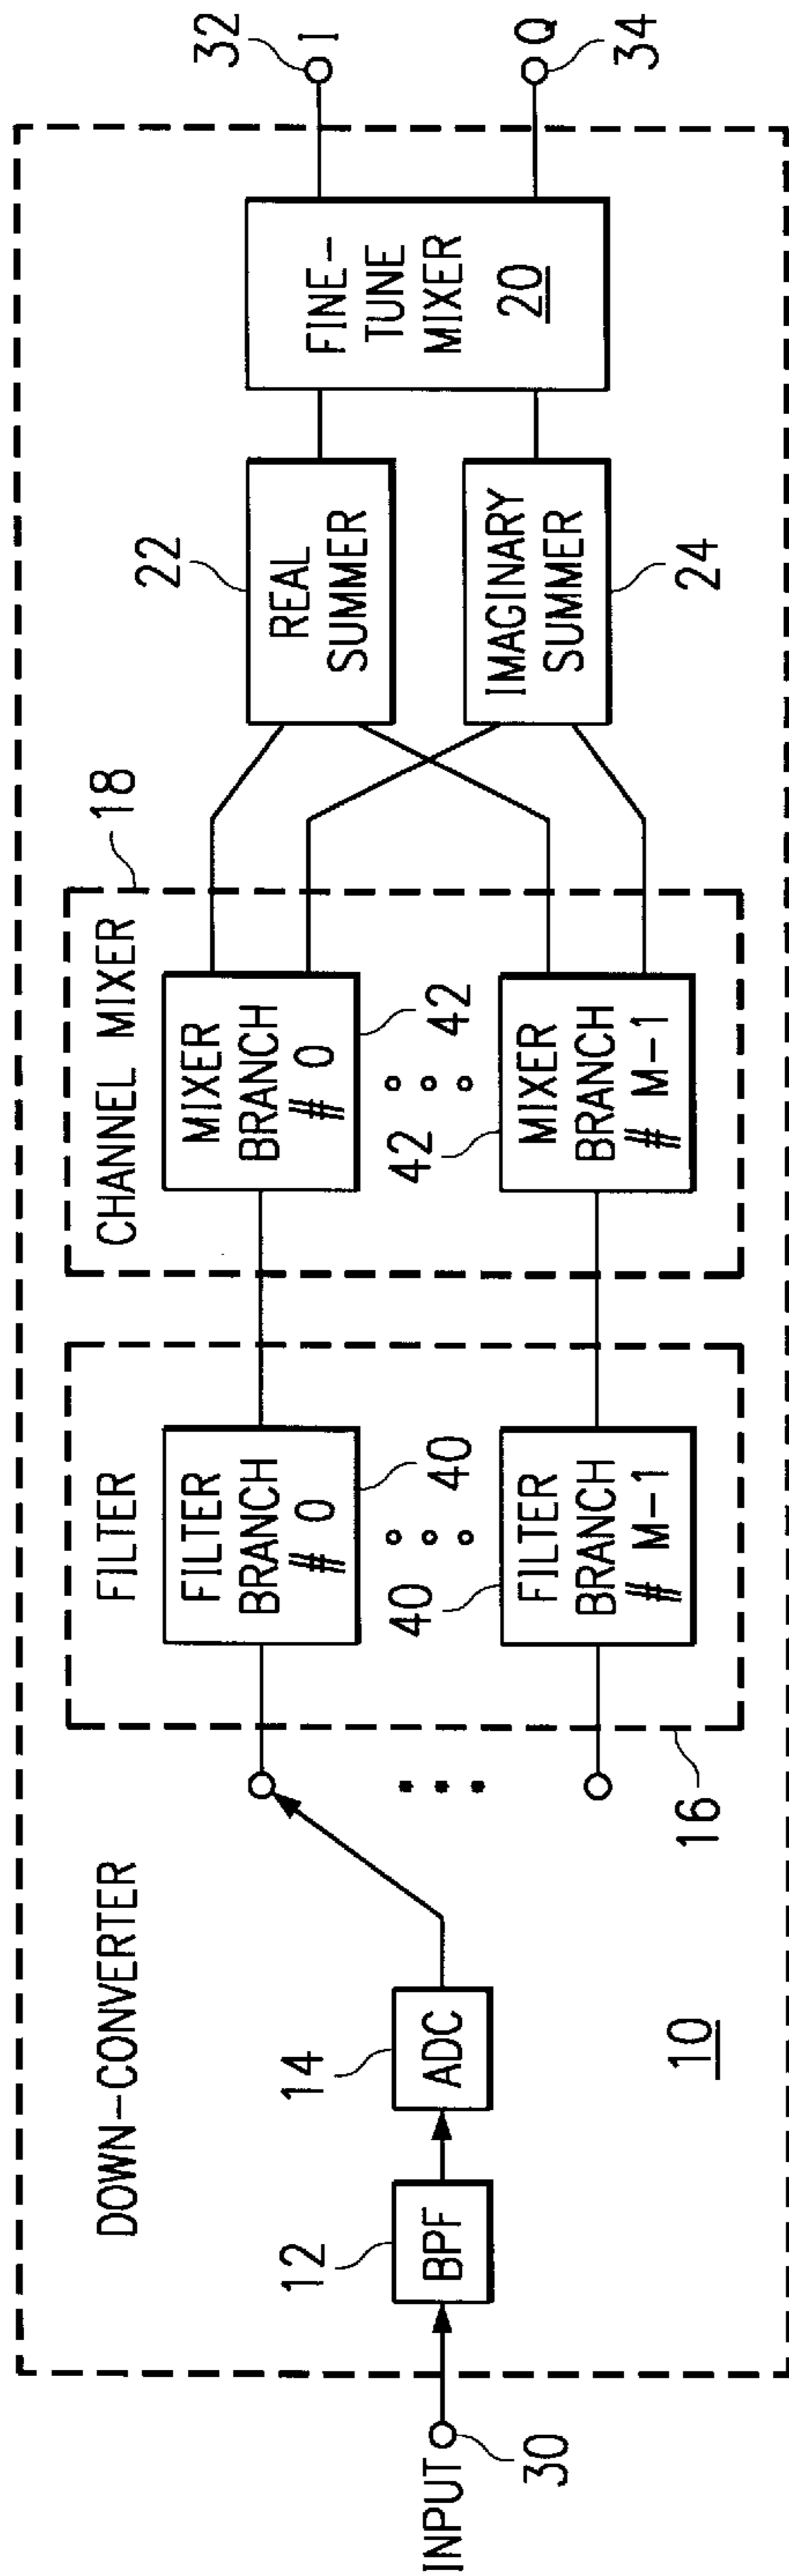 DOWN-CONVERTER
INPUT
30
12
BPF
14
ADC
10
16
FILTER
FILTER
BRANCH
# 0
40
40
FILTER
BRANCH
# M-1
CHANNEL MIXER
18
MIXER
BRANCH
# 0
42
42
MIXER
BRANCH
# M-1
22
REAL
SUMMER
IMAGINARY
SUMMER
24
FINE-
TUNE
MIXER
20
32
I
Q
34